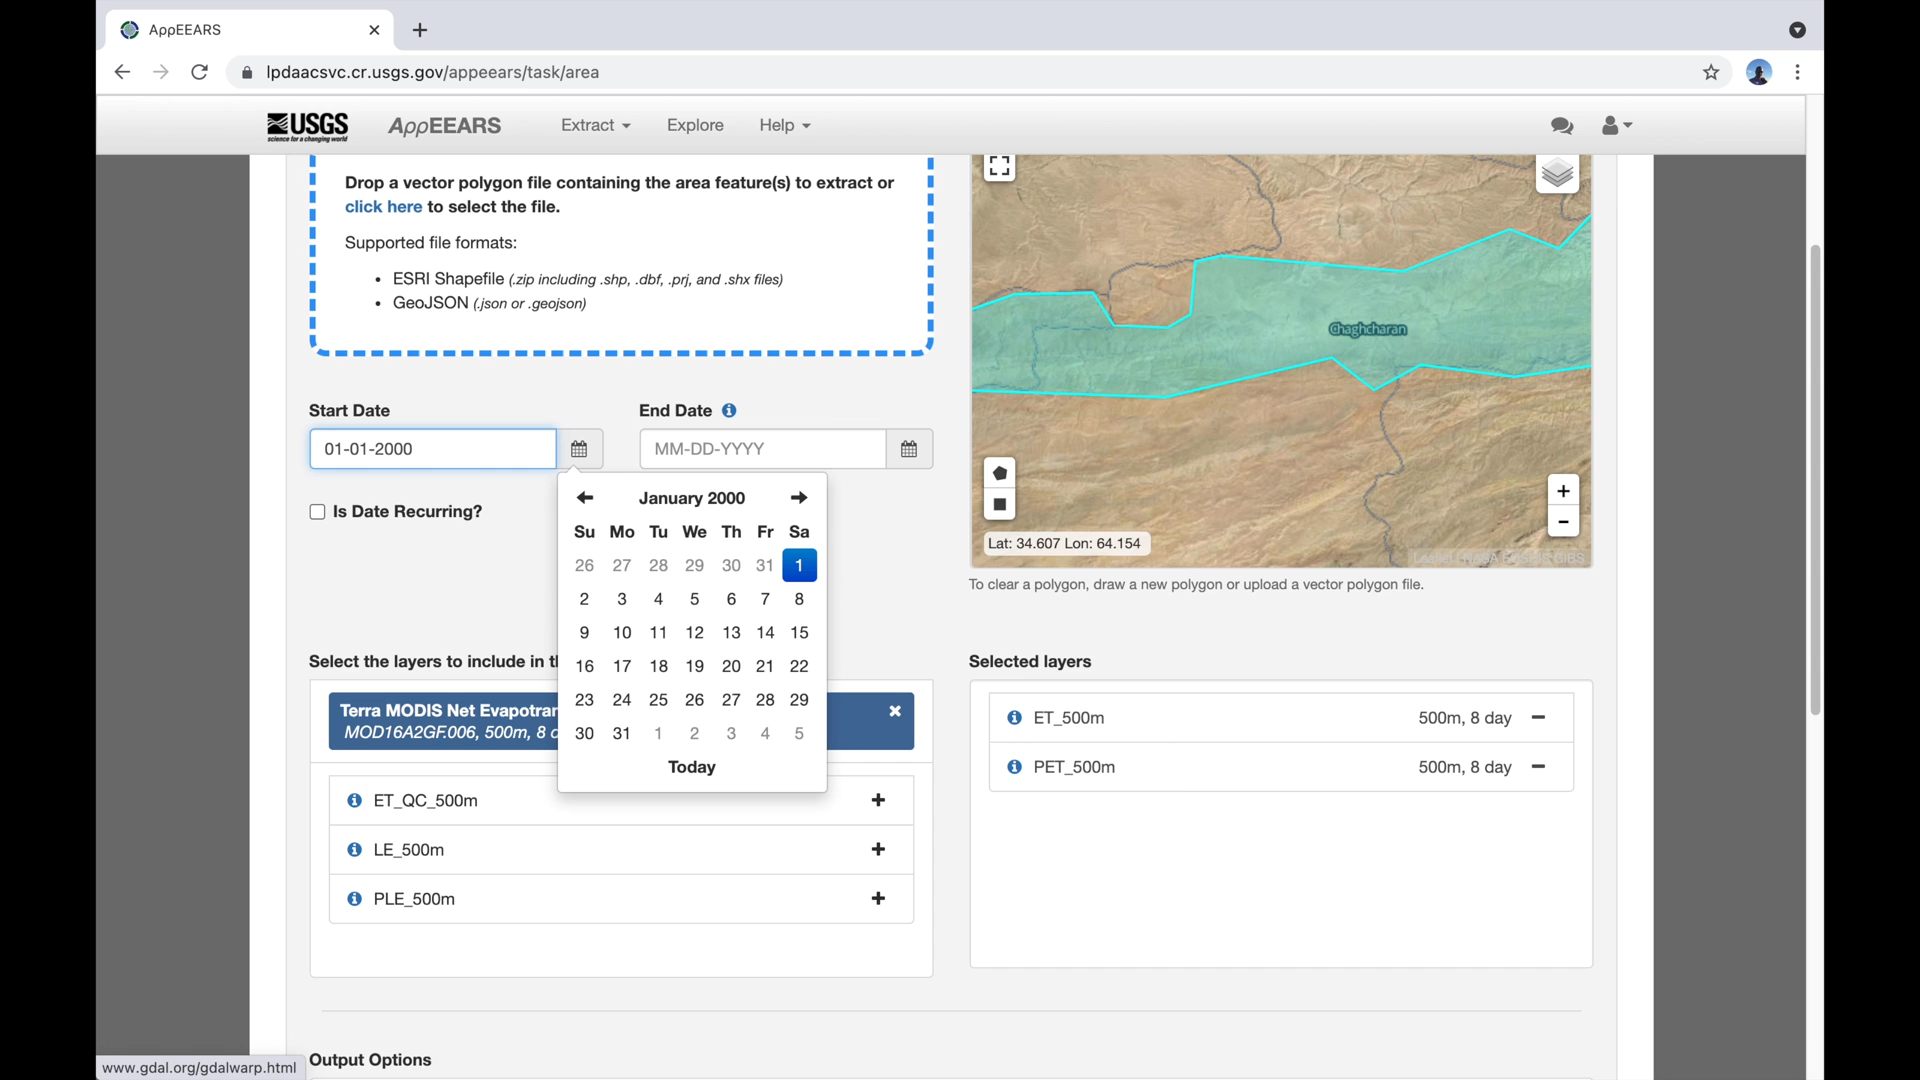 AppEEARS
lpdaacsvc.cr.usgs.gov/appeears/task/area
USGS
science for a changing world
AppEEARS
Extract
Explore
Help
Drop a vector polygon file containing the area feature(s) to extract or
click here to select the file.
Supported file formats:
• ESRI Shapefile (.zip including .shp, .dbf, .prj, and .shx files)
• GeoJSON (.json or .geojson)
Chaghcharan
Start Date
End Date
01-01-2000
MM-DD-YYYY
Is Date Recurring?
January 2000
Su Mo Tu We Th Fr Sa
26 27 28 29 30 31 1
2 3 4 5 6 7 8
9 10 11 12 13 14 15
16 17 18 19 20 21 22
23 24 25 26 27 28 29
30 31 1 2 3 4 5
Today
+
−
Lat: 34.607 Lon: 64.154
To clear a polygon, draw a new polygon or upload a vector polygon file.
Select the layers to include in th
Terra MODIS Net Evapotran
MOD16A2GF.006, 500m, 8 d
ET_QC_500m
LE_500m
PLE_500m
Selected layers
ET_500m 500m, 8 day
PET_500m 500m, 8 day
Output Options
www.gdal.org/gdalwarp.html